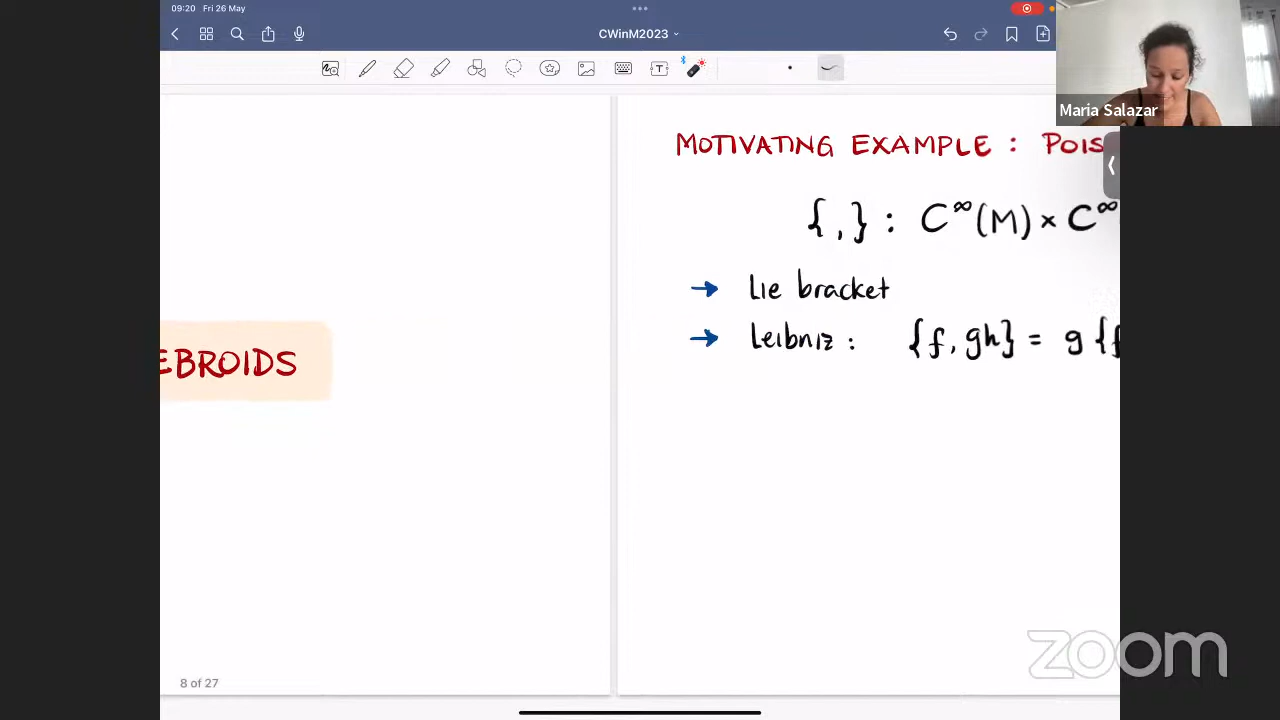 09:20 Fri 26 May
CWinM2023
Maria Salazar
MOTIVATING EXAMPLE : POIS
{ , } : C∞(M) × C∞
→ Lie bracket
→ Leibniz : {f, gh} = g {f
EBROIDS
8 of 27
zoom